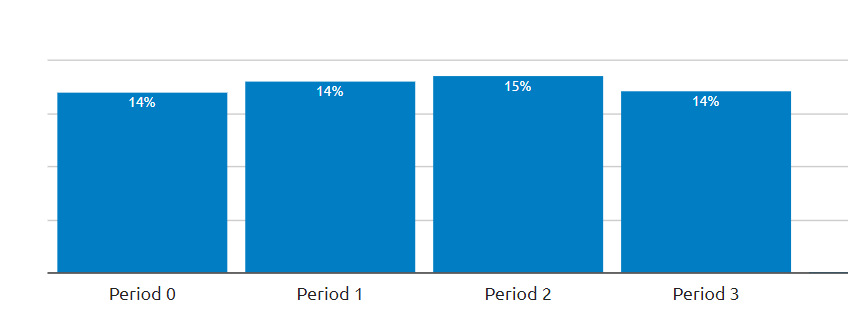 14%
14%
15%
14%
Period 0
Period 1
Period 2
Period 3